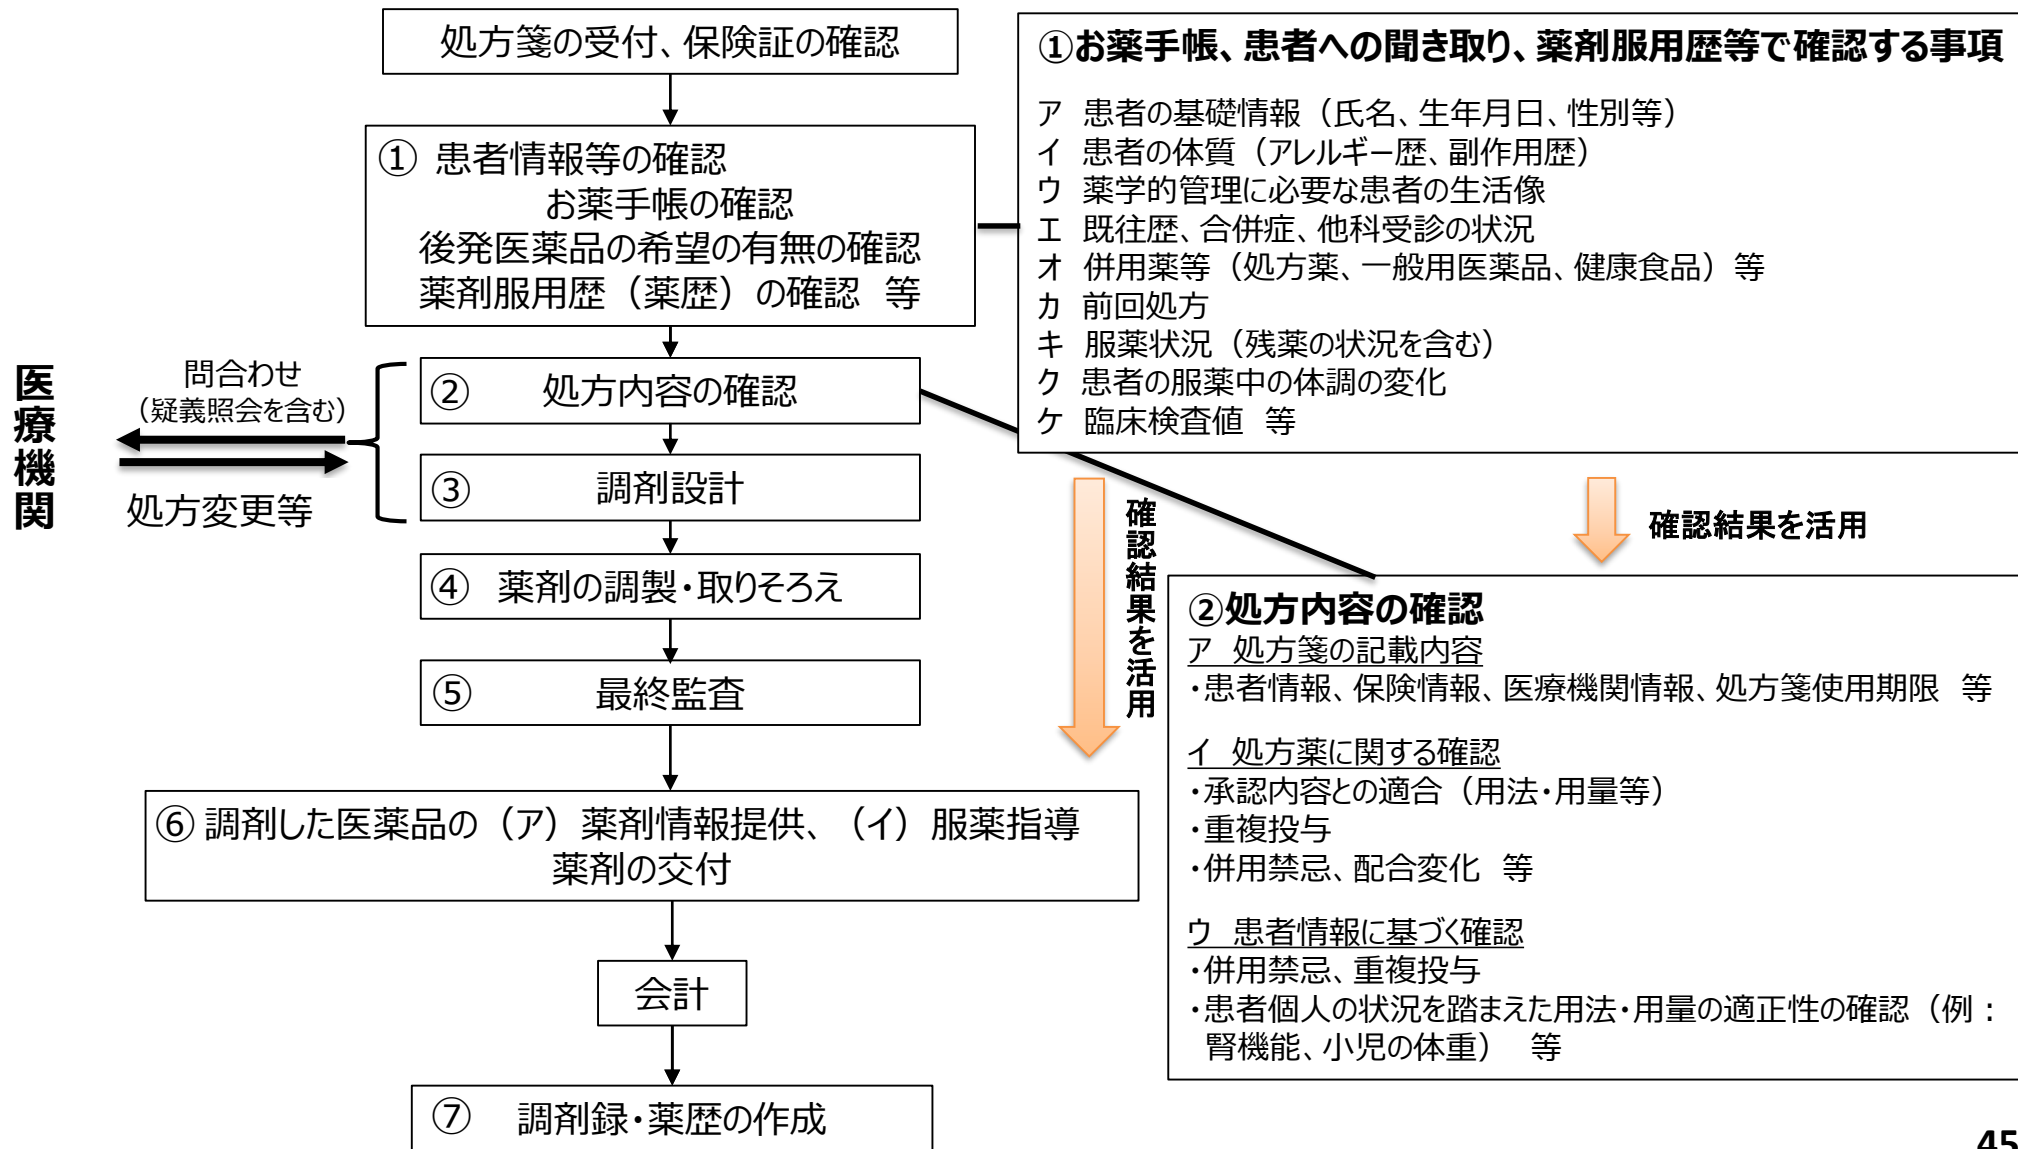 処方箋の受付、保険証の確認
① 患者情報等の確認
お薬手帳の確認
後発医薬品の希望の有無の確認
薬剤服用歴（薬歴）の確認 等
医療機関
問合わせ
（疑義照会を含む）
処方変更等
② 処方内容の確認
③ 調剤設計
④ 薬剤の調製・取りそろえ
⑤ 最終監査
⑥ 調剤した医薬品の（ア）薬剤情報提供、（イ）服薬指導
薬剤の交付
会計
⑦ 調剤録・薬歴の作成
①お薬手帳、患者への聞き取り、薬剤服用歴等で確認する事項
ア 患者の基礎情報（氏名、生年月日、性別等）
イ 患者の体質（アレルギー歴、副作用歴）
ウ 薬学的管理に必要な患者の生活像
エ 既往歴、合併症、他科受診の状況
オ 併用薬等（処方薬、一般用医薬品、健康食品）等
カ 前回処方
キ 服薬状況（残薬の状況を含む）
ク 患者の服薬中の体調の変化
ケ 臨床検査値 等
確認結果を活用
確認結果を活用
②処方内容の確認
ア 処方箋の記載内容
・患者情報、保険情報、医療機関情報、処方箋使用期限 等
イ 処方薬に関する確認
・承認内容との適合（用法・用量等）
・重複投与
・併用禁忌、配合変化 等
ウ 患者情報に基づく確認
・併用禁忌、重複投与
・患者個人の状況を踏まえた用法・用量の適正性の確認（例：
腎機能、小児の体重） 等
45